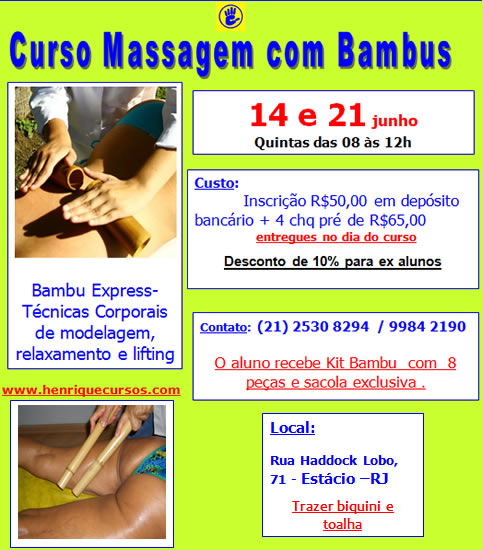 Curso Massagem com Bambus
14 e 21 junho
Quintas das 08 às 12h
Custo:
Inscrição R$50,00 em depósito
bancário + 4 chq pré de R$65,00
entregues no dia do curso
Desconto de 10% para ex alunos
Bambu Express-
Técnicas Corporais
de modelagem,
relaxamento e lifting
Contato: (21) 2530 8294 / 9984 2190
O aluno recebe Kit Bambu com 8
peças e sacola exclusiva .
www.henriquecursos.com
Local:
Rua Haddock Lobo,
71 - Estácio –RJ
Trazer biquini e
toalha